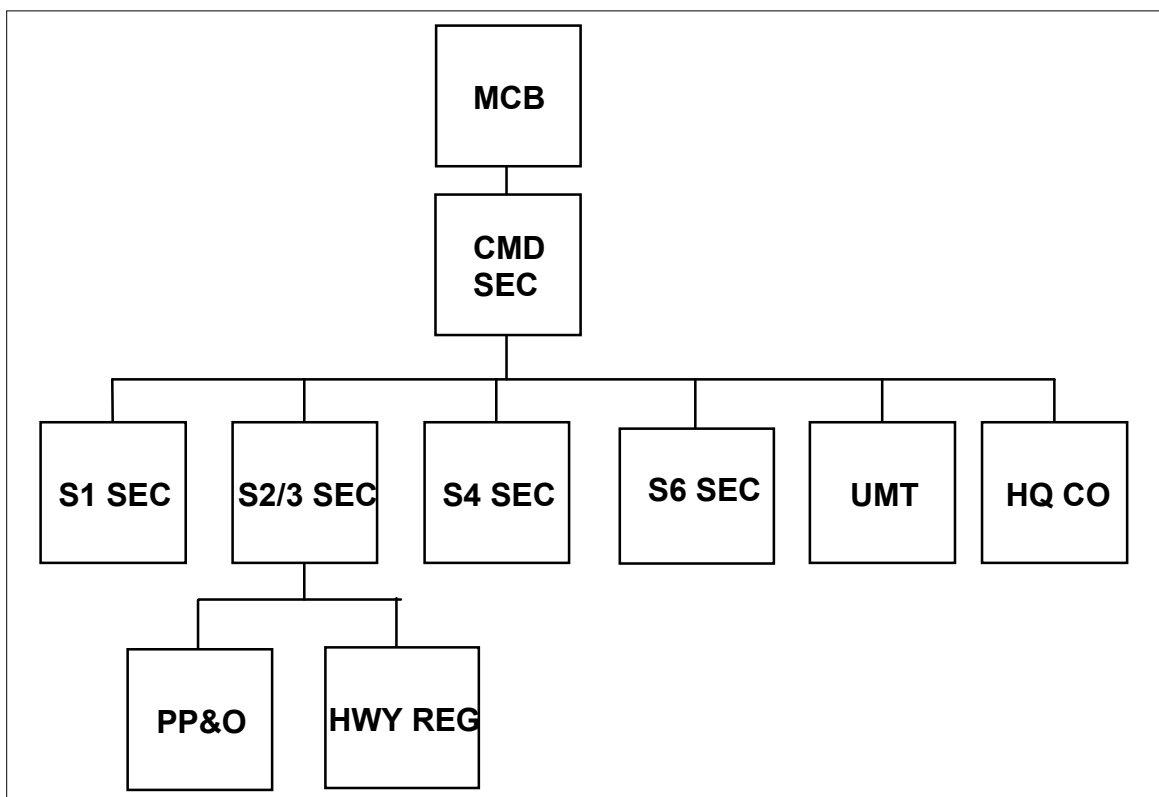 MCB
CMD
SEC
S1 SEC
S2/3 SEC
S4 SEC
S6 SEC
UMT
HQ CO
PP&O
HWY REG